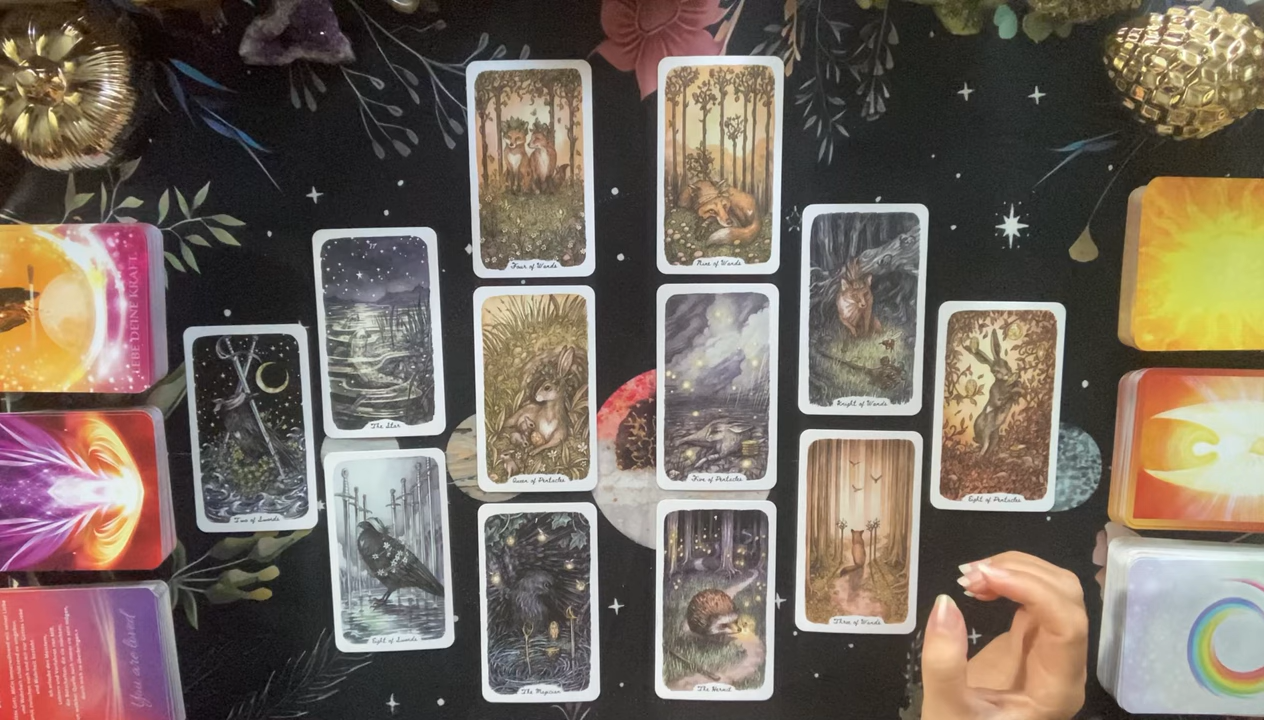 Four of Wands
Nine of Wands
The Star
Knight of Wands
LEBE DEINE KRAFT.
Queen of Pentacles
Five of Pentacles
Eight of Pentacles
Two of Swords
Eight of Swords
Three of Wands
The Magician
The Hermit
You are loved